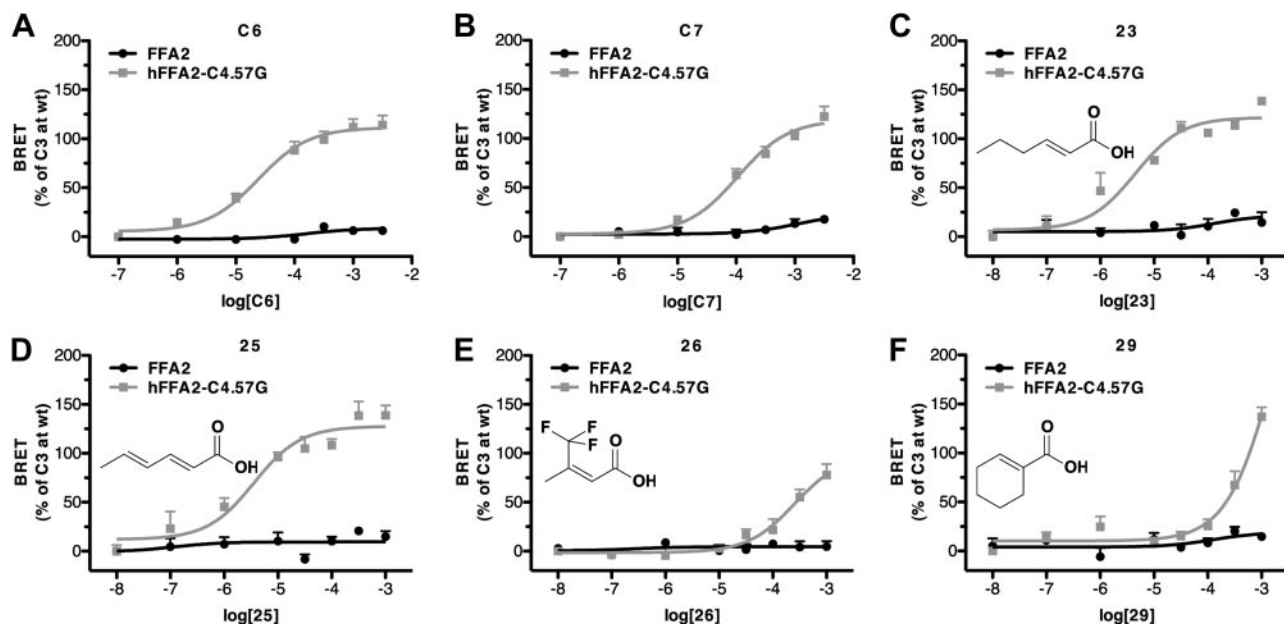 A
C6
200
150
100
50
0
BRET
(% of C3 at wt)
FFA2
hFFA2-C4.57G
-7 -6 -5 -4 -3 -2
log[C6]
B
C7
200
150
100
50
0
BRET
(% of C3 at wt)
FFA2
hFFA2-C4.57G
-7 -6 -5 -4 -3 -2
log[C7]
C
23
200
150
100
50
0
BRET
(% of C3 at wt)
FFA2
hFFA2-C4.57G
O
OH
-8 -7 -6 -5 -4 -3
log[23]
D
25
200
150
100
50
0
BRET
(% of C3 at wt)
FFA2
hFFA2-C4.57G
O
OH
-8 -7 -6 -5 -4 -3
log[25]
E
26
200
150
100
50
0
BRET
(% of C3 at wt)
FFA2
hFFA2-C4.57G
F F
F O
OH
-8 -7 -6 -5 -4 -3
log[26]
F
29
200
150
100
50
0
BRET
(% of C3 at wt)
FFA2
hFFA2-C4.57G
O
OH
-8 -7 -6 -5 -4 -3
log[29]